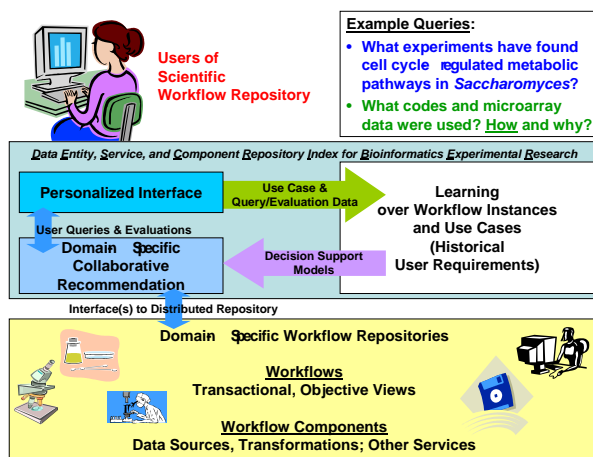 Users of
Scientific
Workflow Repository
Example Queries:
• What experiments have found
cell cycle regulated metabolic
pathways in Saccharomyces?
• What codes and microarray
data were used? How and why?
Data Entity, Service, and Component Repository Index for Bioinformatics Experimental Research
Personalized Interface
Use Case &
Query/Evaluation Data
Learning
over Workflow Instances
and Use Cases
(Historical
User Requirements)
User Queries & Evaluations
Domain-Specific
Collaborative
Recommendation
Decision Support
Models
Interface(s) to Distributed Repository
Domain-Specific Workflow Repositories
Workflows
Transactional, Objective Views
Workflow Components
Data Sources, Transformations; Other Services